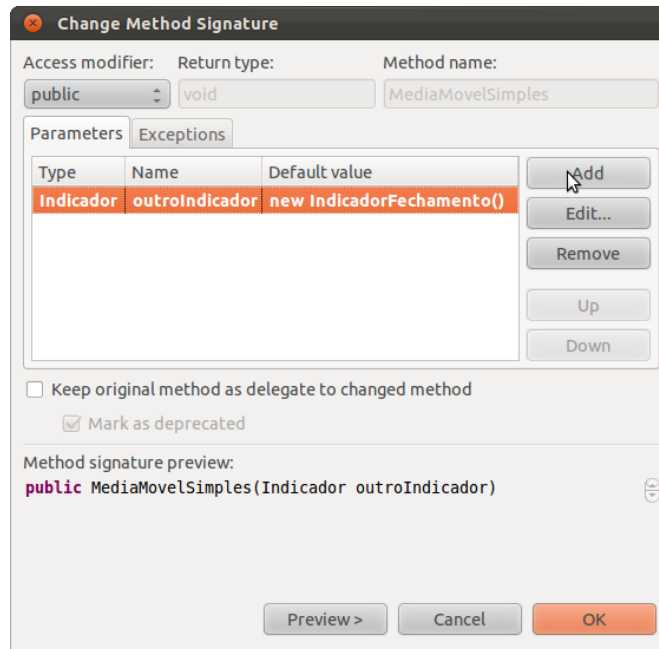 Change Method Signature
Access modifier: Return type: Method name:
public void MediaMovelSimples
Parameters Exceptions
Type Name Default value
Indicador outroIndicador new IndicadorFechamento()
Add
Edit...
Remove
Up
Down
Keep original method as delegate to changed method
Mark as deprecated
Method signature preview:
public MediaMovelSimples(Indicador outroIndicador)
Preview > Cancel OK